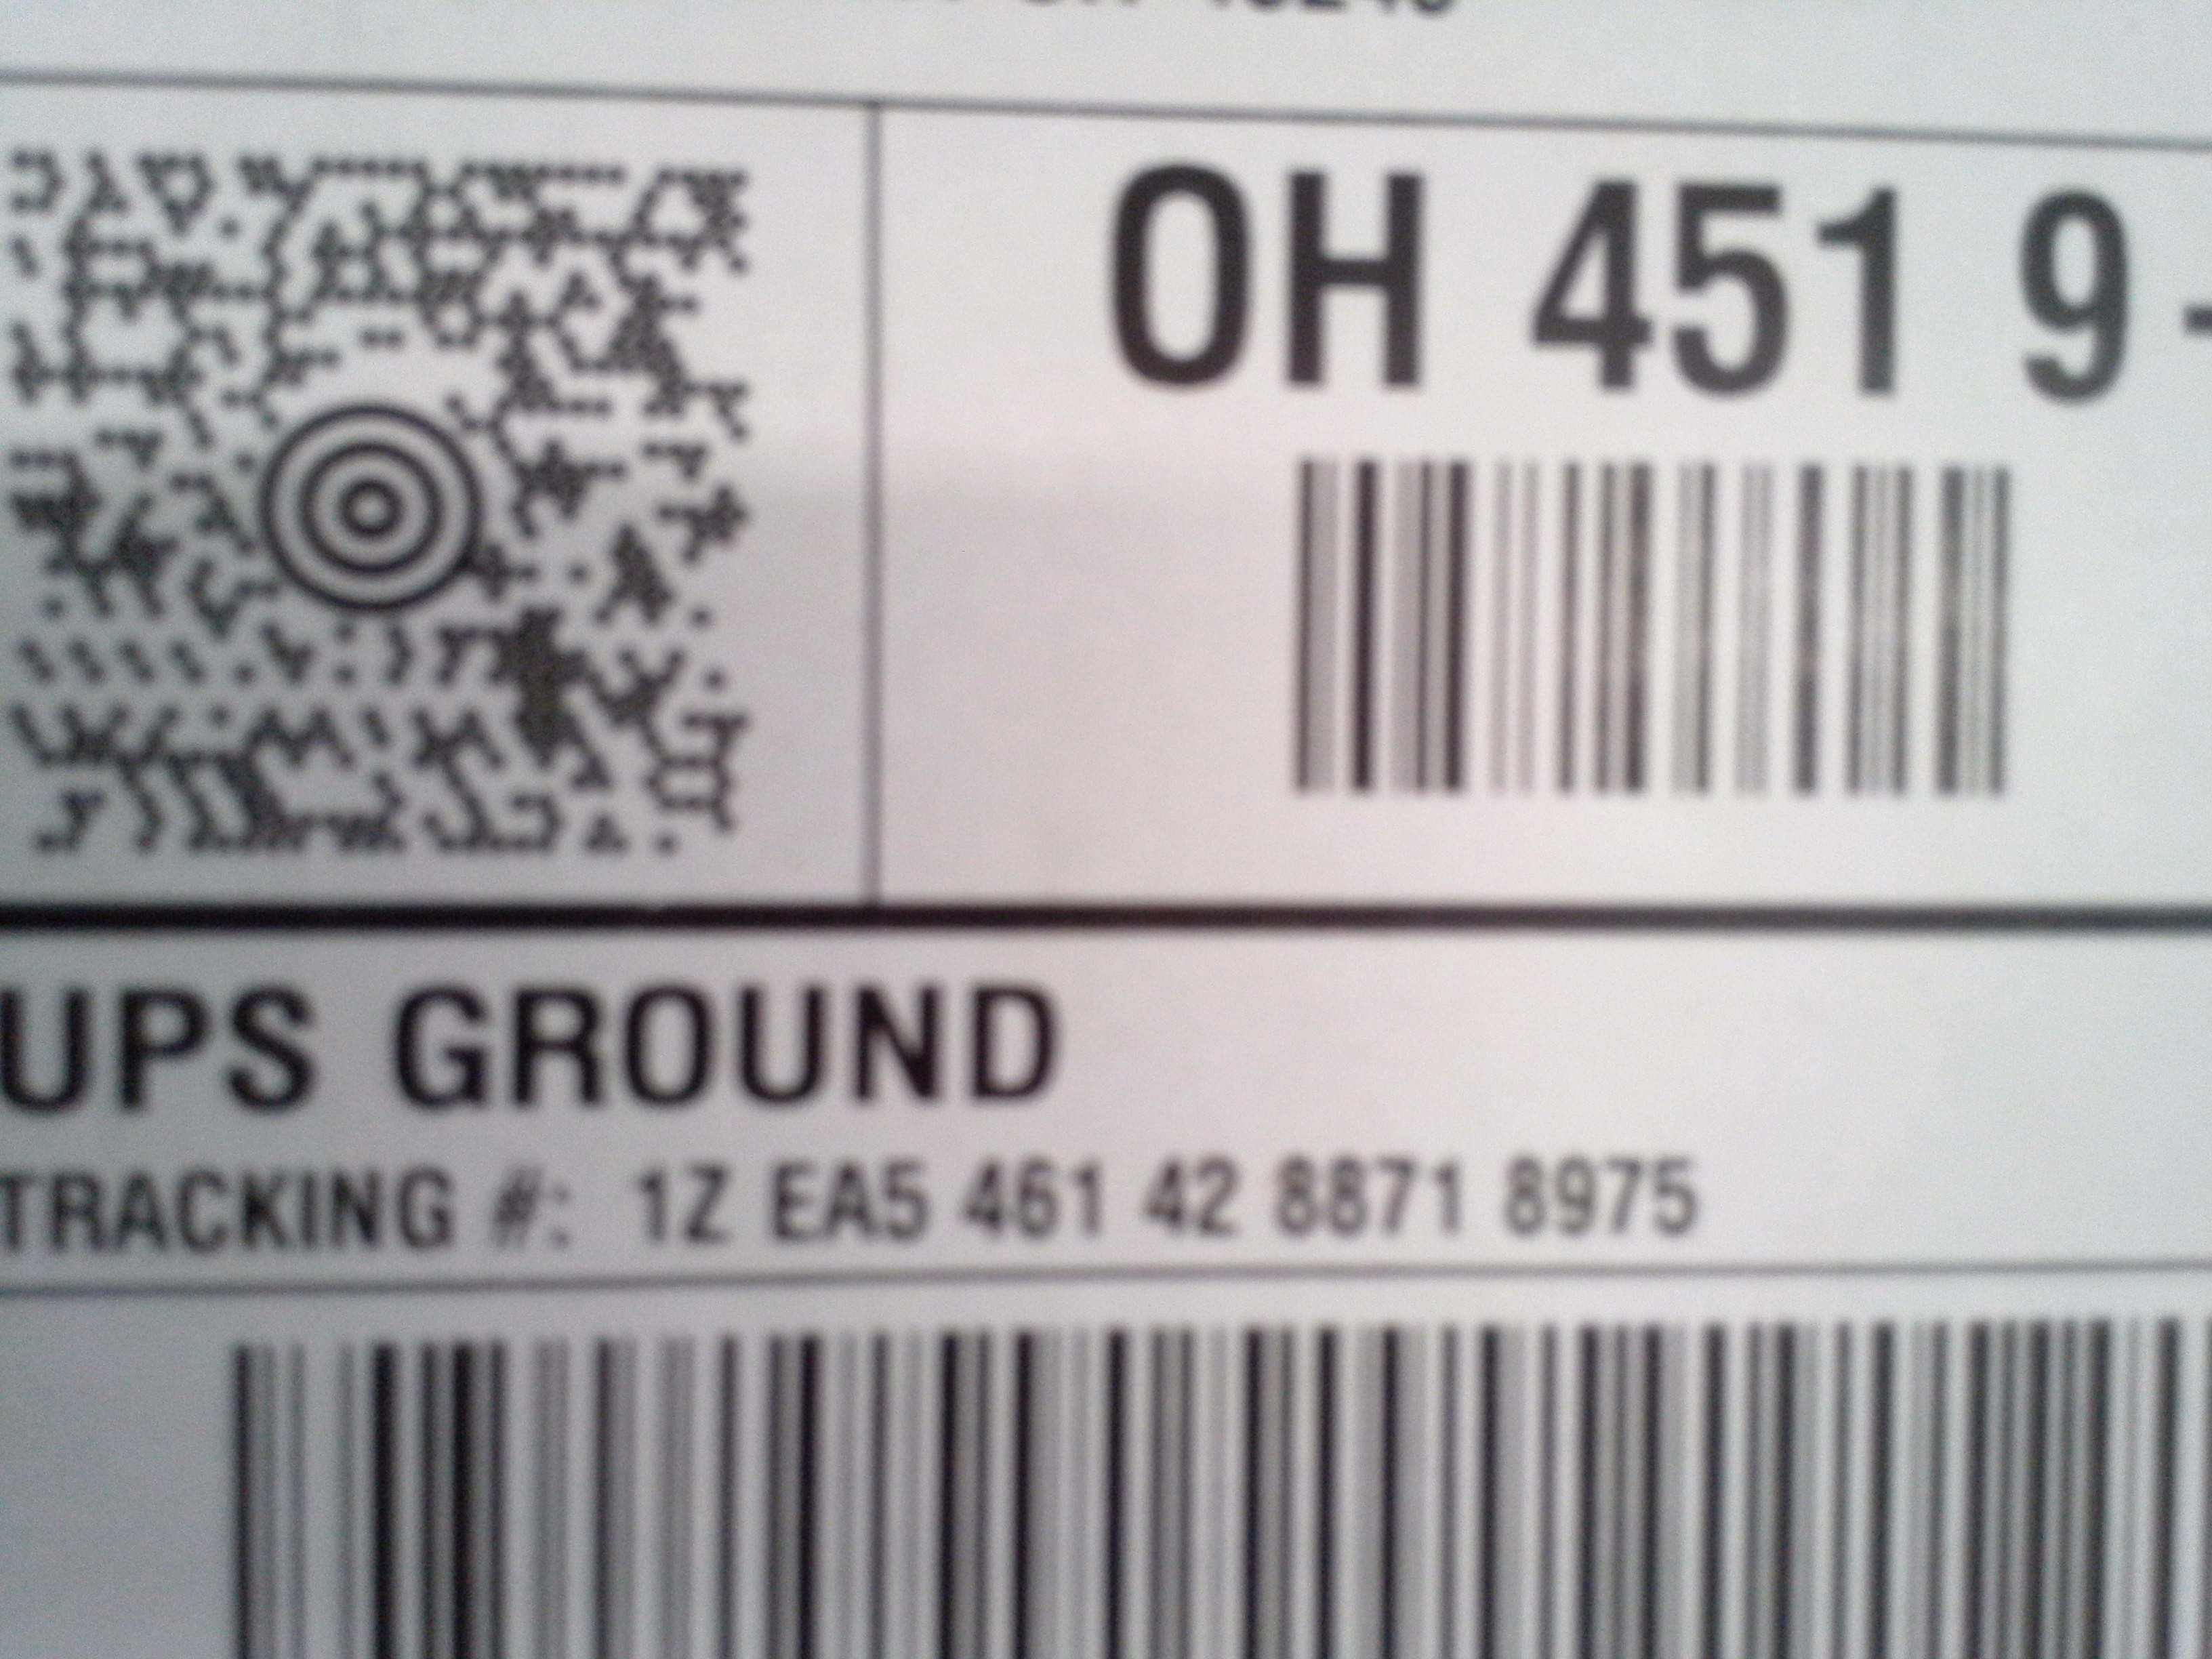 OH 451 9-
UPS GROUND
TRACKING #: 1Z EA5 461 42 8871 8975